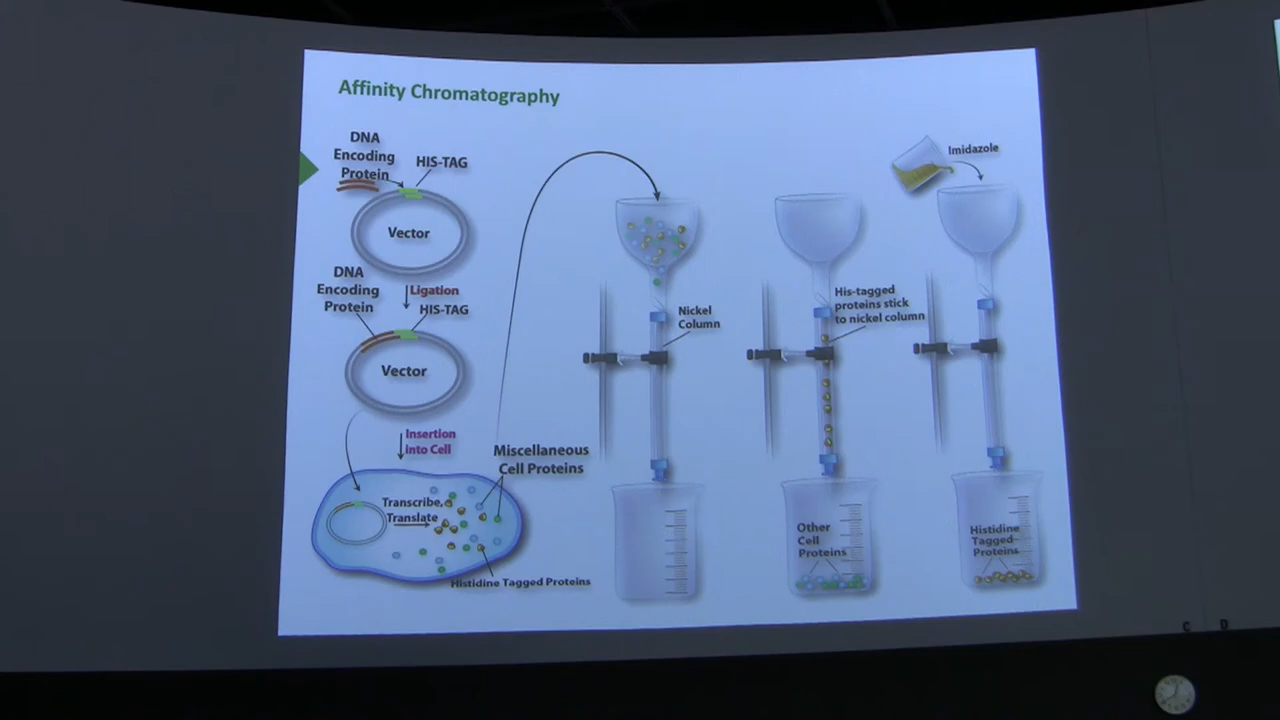 Affinity Chromatography
DNA
Encoding
Protein
HIS-TAG
Vector
DNA
Encoding
Protein
Ligation
HIS-TAG
Vector
Insertion
Into Cell
Miscellaneous
Cell Proteins
Transcribe,
Translate
Histidine Tagged Proteins
Nickel
Column
His-tagged
proteins stick
to nickel column
Other
Cell
Proteins
Imidazole
Histidine
Tagged
Proteins
C D